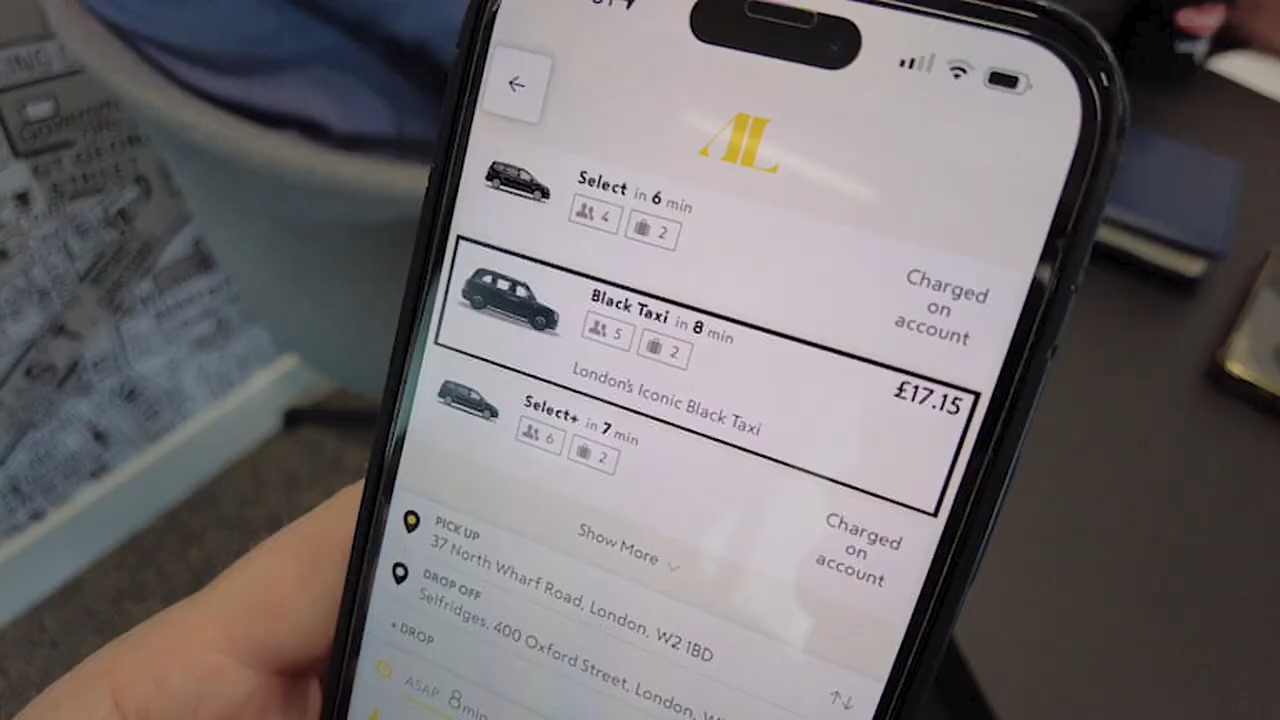 AL
Select in 6 min
4 2
Charged
on
account
Black Taxi in 8 min
5 2
London's Iconic Black Taxi
£17.15
Select+ in 7 min
6 2
Charged
on
account
Show More
PICK UP
37 North Wharf Road, London, W2 1BD
DROP OFF
Selfridges, 400 Oxford Street, London,
+ DROP
ASAP 8 min